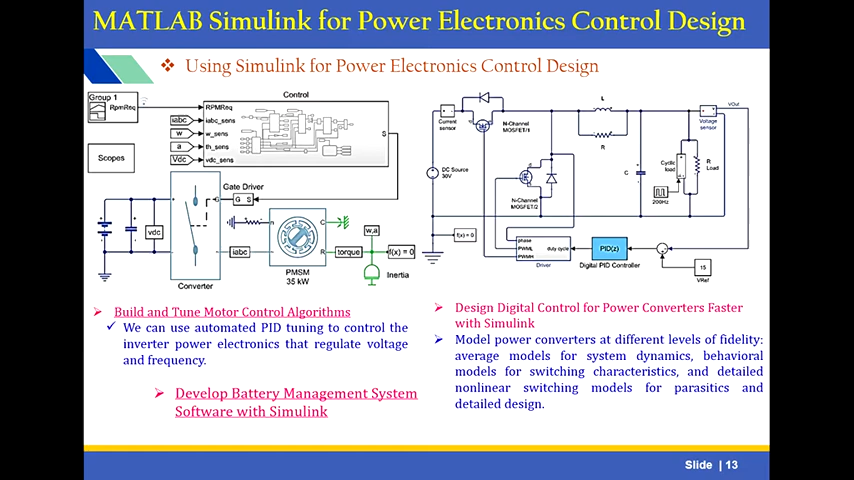 MATLAB Simulink for Power Electronics Control Design
Using Simulink for Power Electronics Control Design
Group 1
RpmReq
Control
RPMReq
iabc
iabc_sens
w
w_sens
a
th_sens
Vdc
vdc_sens
S
Scopes
Gate Driver
G
G S
vdc
Converter
iabc
n
C
R
PMSM
35 kW
torque
w,a
f(x) = 0
Inertia
Current
sensor
N-Channel
MOSFET/1
L
R
Voltage
sensor
VOut
DC Source
30V
N-Channel
MOSFET/2
C
Cyclic
load
R
Load
200Hz
f(x) = 0
phase
PWML
PWMH
duty cycle
Driver
PID(z)
Digital PID Controller
15
VRef
Build and Tune Motor Control Algorithms
We can use automated PID tuning to control the
inverter power electronics that regulate voltage
and frequency.
Develop Battery Management System
Software with Simulink
Design Digital Control for Power Converters Faster
with Simulink
Model power converters at different levels of fidelity:
average models for system dynamics, behavioral
models for switching characteristics, and detailed
nonlinear switching models for parasitics and
detailed design.
Slide | 13